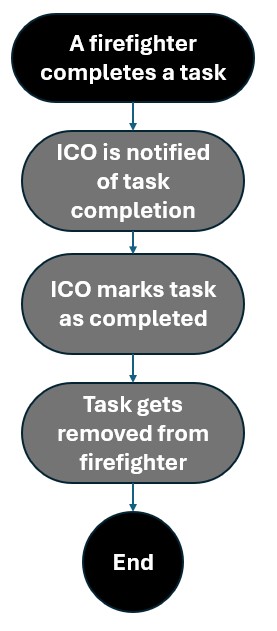 A firefighter
completes a task
ICO is notified
of task
completion
ICO marks task
as completed
Task gets
removed from
firefighter
End